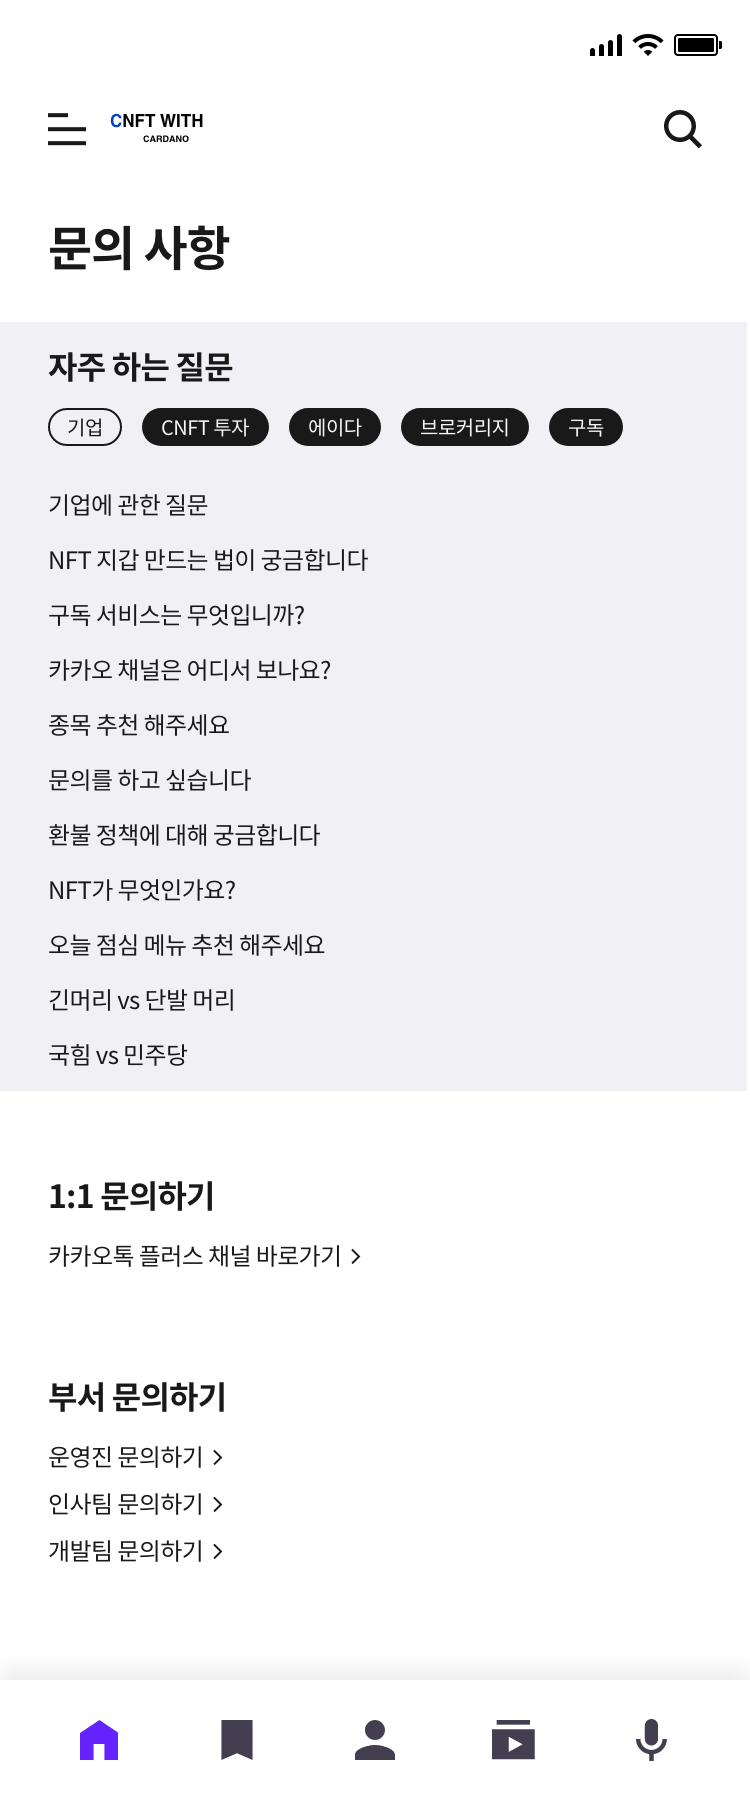 CNFT WITH
CARDANO
문의 사항
자주 하는 질문
기업 CNFT 투자 에이다 브로커리지 구독
기업에 관한 질문
NFT 지갑 만드는 법이 궁금합니다
구독 서비스는 무엇입니까?
카카오 채널은 어디서 보나요?
종목 추천 해주세요
문의를 하고 싶습니다
환불 정책에 대해 궁금합니다
NFT가 무엇인가요?
오늘 점심 메뉴 추천 해주세요
긴머리 vs 단발 머리
국힘 vs 민주당
1:1 문의하기
카카오톡 플러스 채널 바로가기 >
부서 문의하기
운영진 문의하기 >
인사팀 문의하기 >
개발팀 문의하기 >